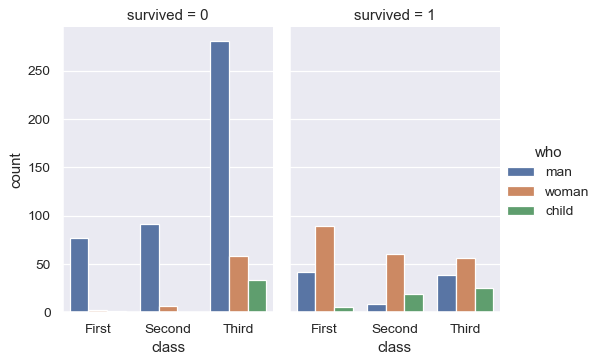 survived = 0
survived = 1
count
250
200
150
100
50
0
First Second Third
class
First Second Third
class
who
man
woman
child